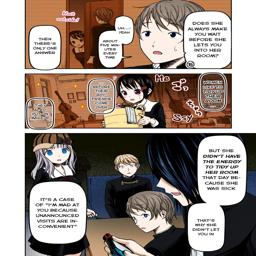 DOES SHE
ALWAYS MAKE
YOU WAIT
BEFORE SHE
LETS YOU
INTO HER
ROOM?
UH...
YEAH
ABOUT
FIVE MIN-
UTES
EVERY TIME
THEN
THERE'S
ONLY ONE
ANSWER
WOMEN
BEFORE
BUT SHE
DIDN'T HAVE
THE ENERGY
TO TIDY UP
HER ROOM
THAT DAY BE-
CAUSE SHE
WAS SICK
THAT'S WHY
SHE DIDN'T
LET YOU IN
IT'S A CASE
OF "I'M MAD AT
YOU BECAUSE
UNANNOUNCED
VISITS ARE IN-
CONVENIENT"